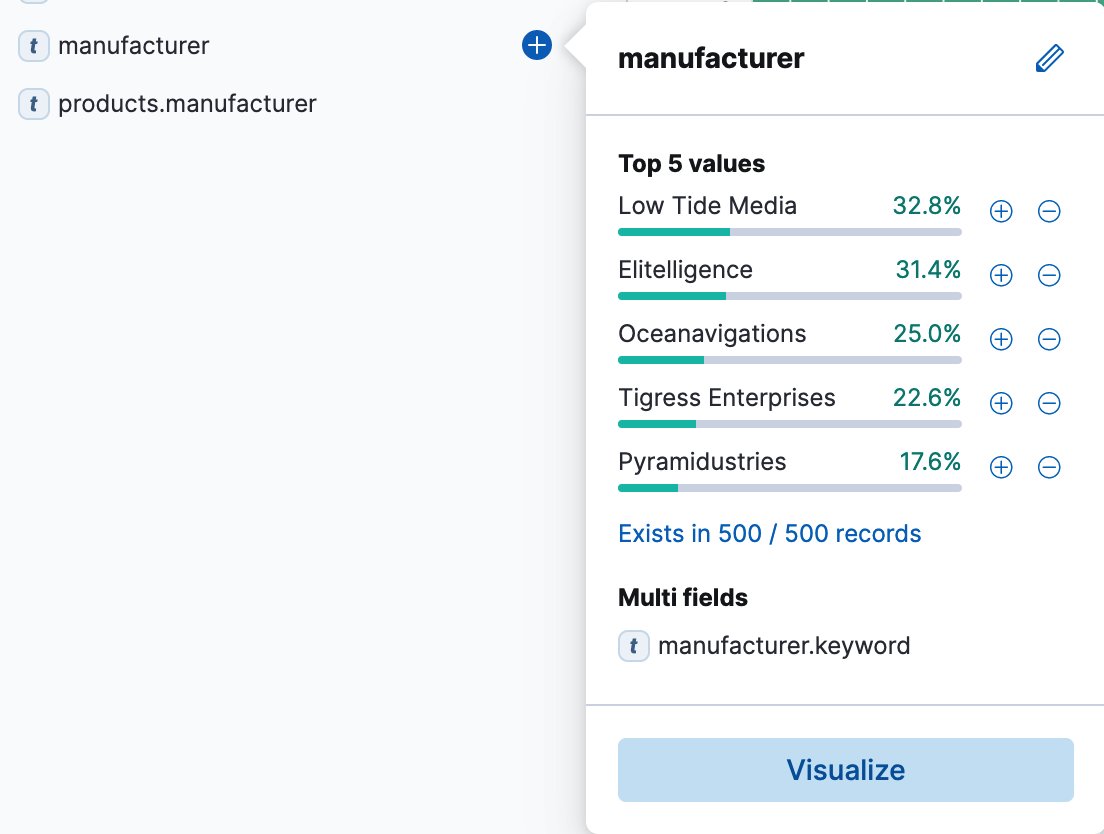 t manufacturer
t products.manufacturer
manufacturer
Top 5 values
Low Tide Media 32.8%
Elitelligence 31.4%
Oceanavigations 25.0%
Tigress Enterprises 22.6%
Pyramidustries 17.6%
Exists in 500 / 500 records
Multi fields
t manufacturer.keyword
Visualize